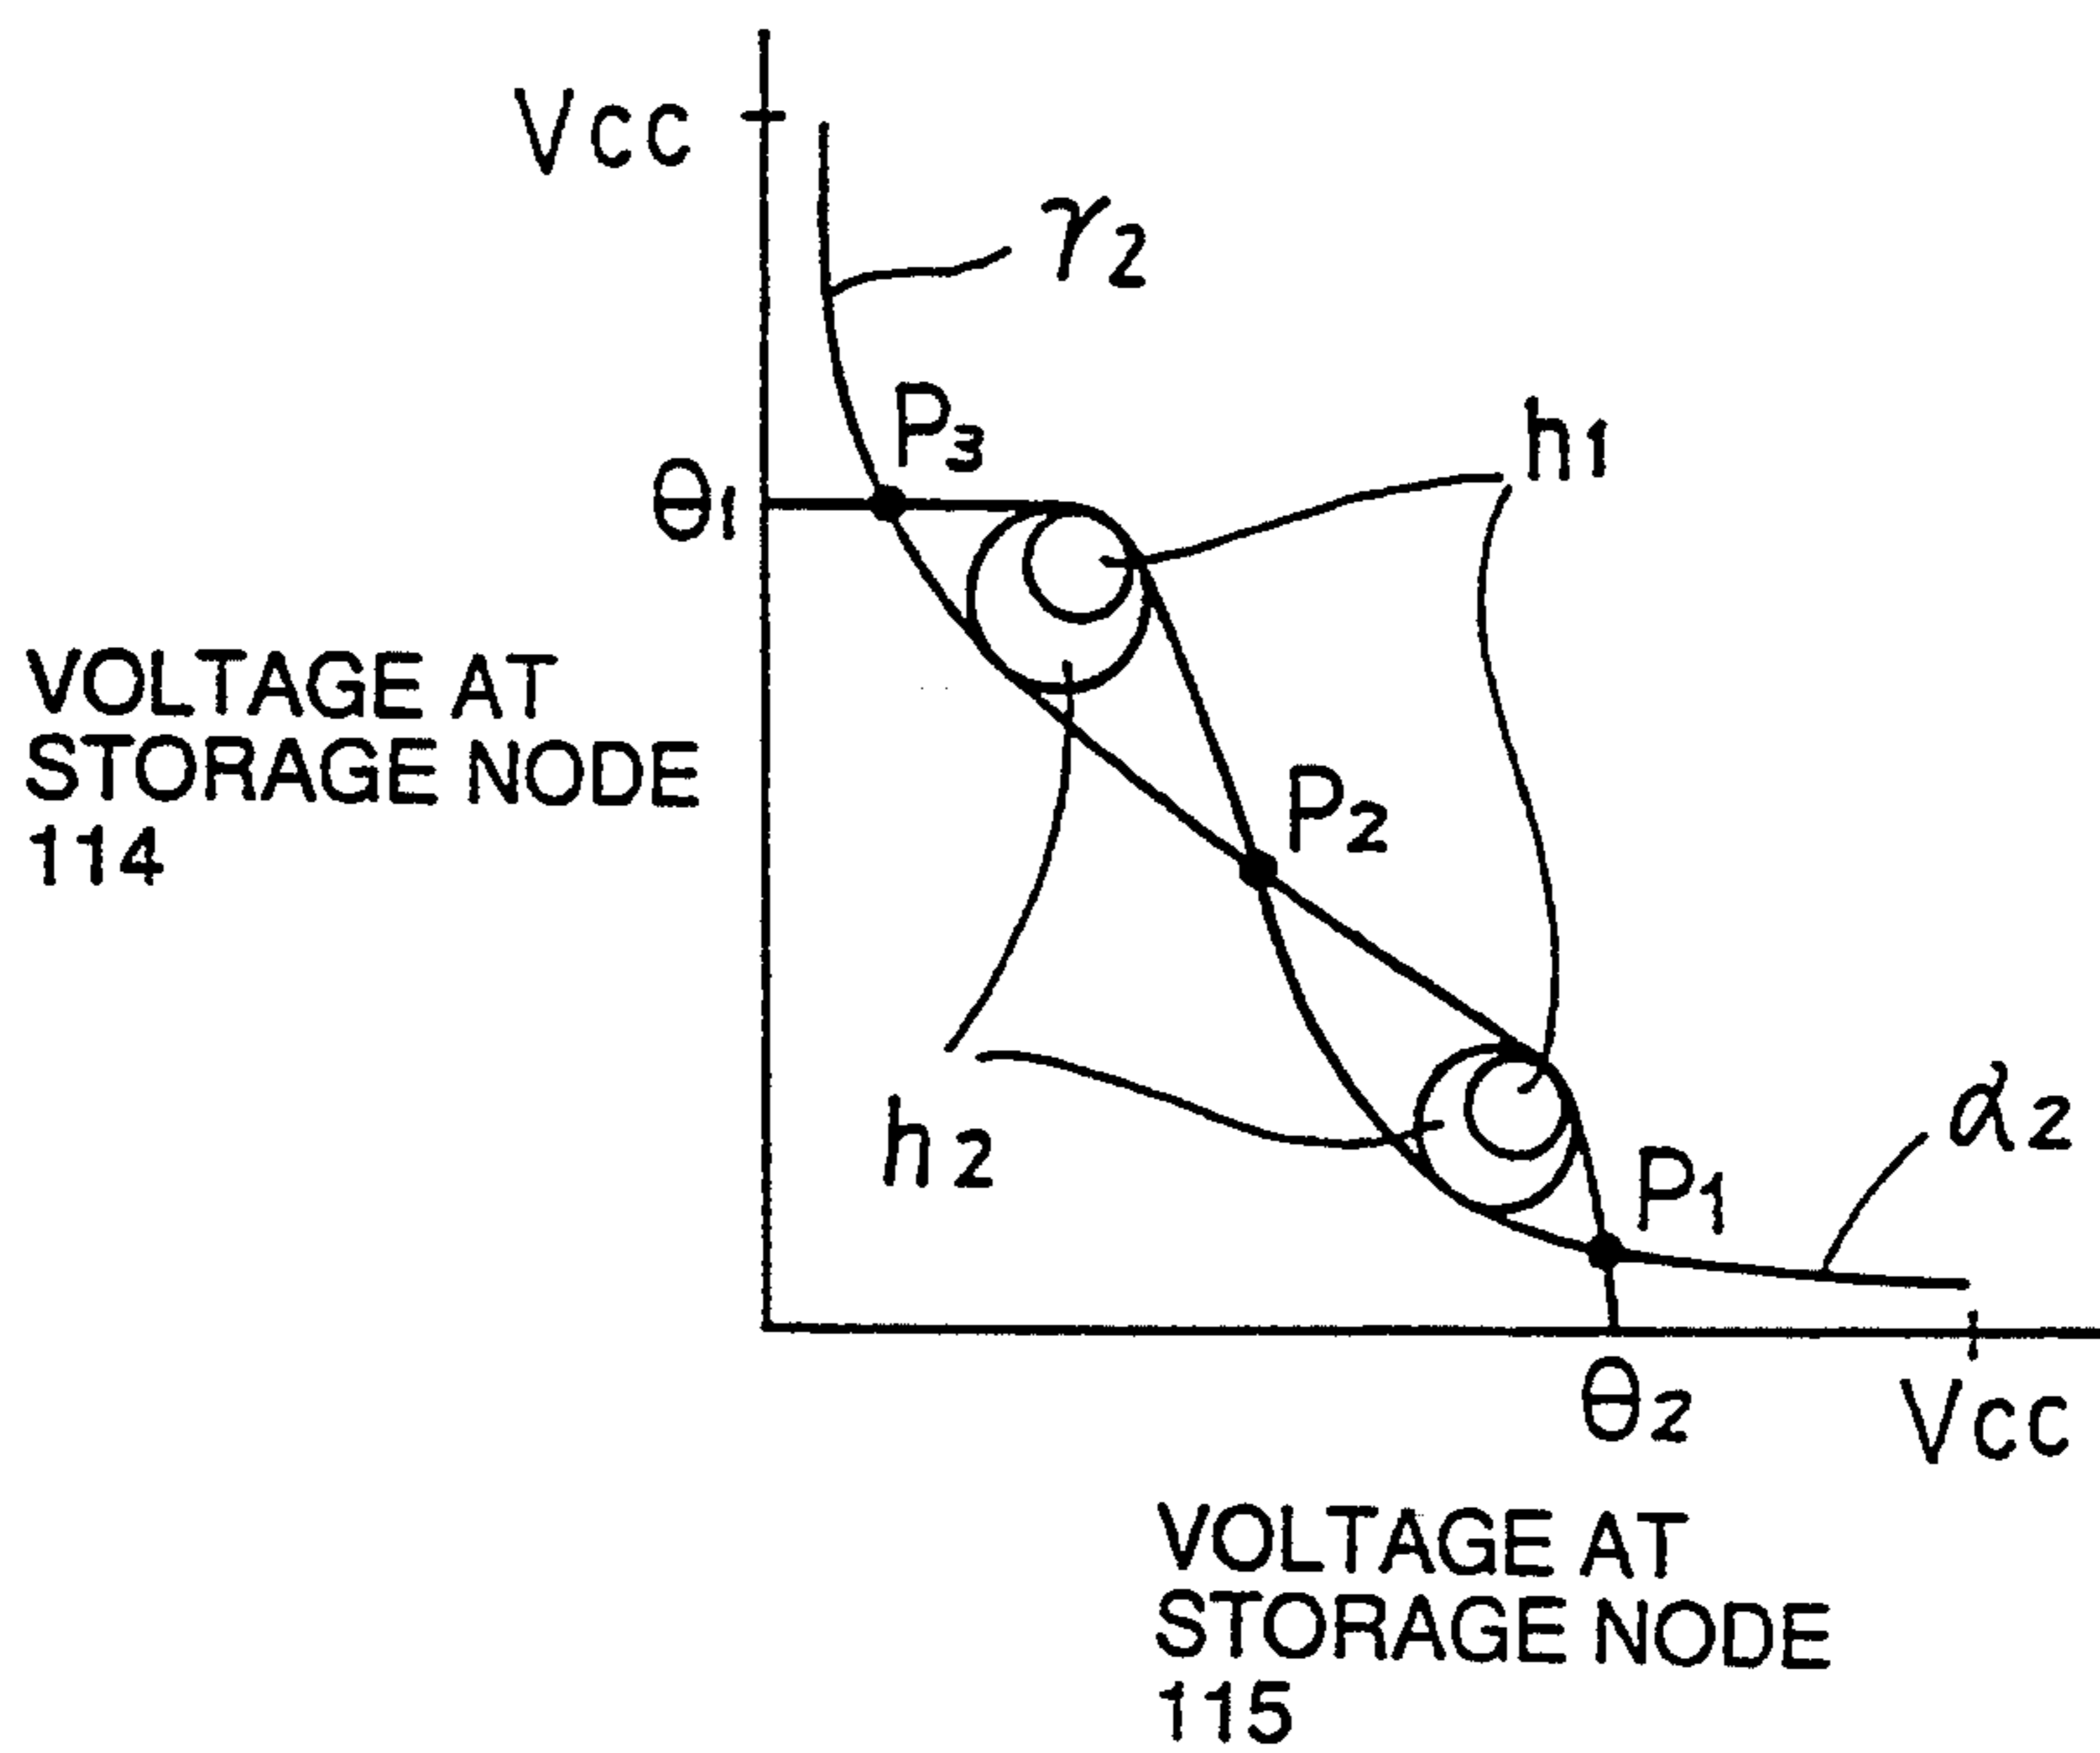 Vcc
γ2
P3
h1
θ1
VOLTAGE AT
STORAGE NODE
114
P2
h2
α2
P1
θ2
Vcc
VOLTAGE AT
STORAGE NODE
115